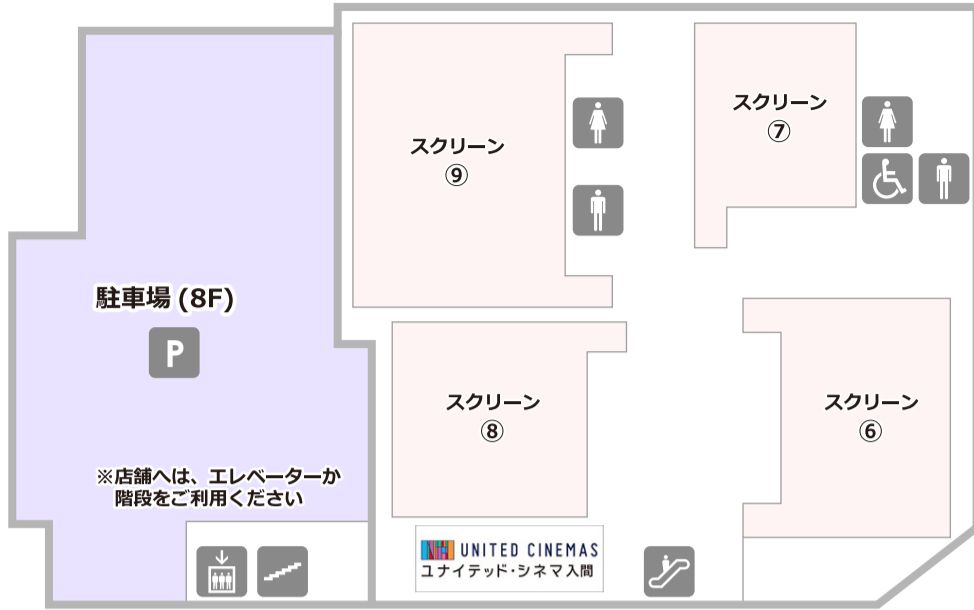 スクリーン
⑨
スクリーン
⑦
駐車場 (8F)
P
スクリーン
⑧
スクリーン
⑥
※店舗へは、エレベーターか
階段をご利用ください
UNITED CINEMAS
ユナイテッド・シネマ入間